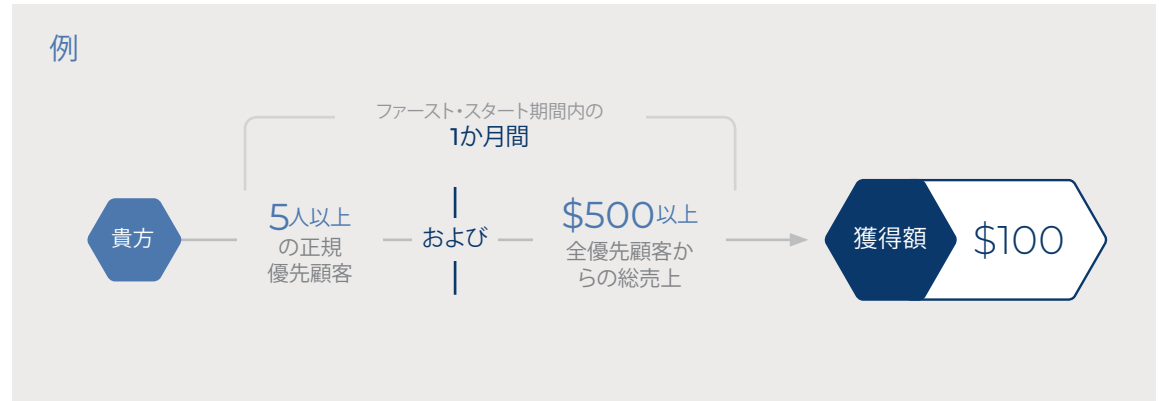 例
ファースト・スタート期間内の
1か月間
貴方
5人以上
の正規
優先顧客
および
$500以上
全優先顧客か
らの総売上
獲得額
$100